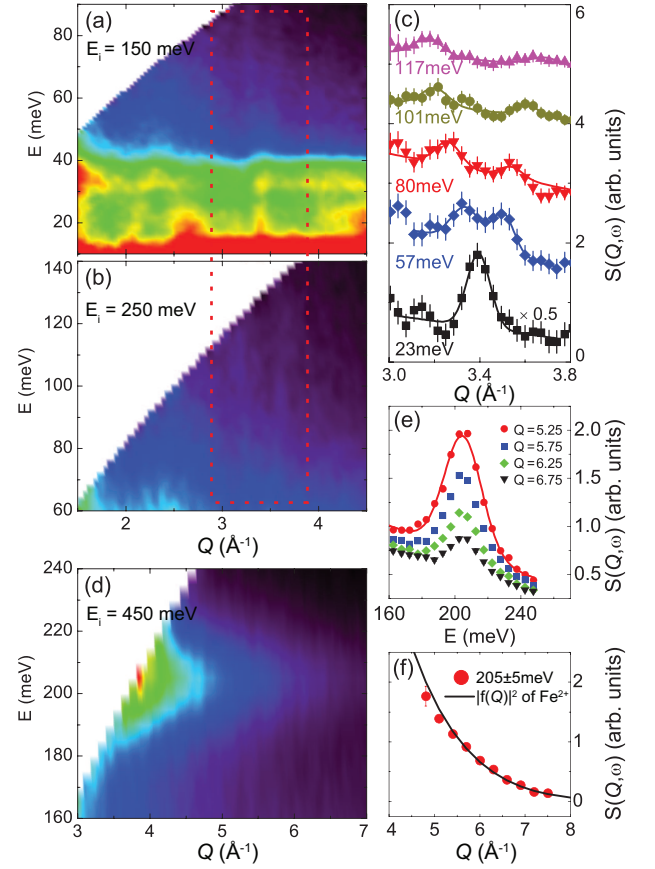 (a)
E_i = 150 meV
80
60
40
20
E (meV)
(b)
E_i = 250 meV
140
120
100
80
60
E (meV)
2
3
4
Q (Å⁻¹)
(c)
117meV
101meV
80meV
57meV
23meV
× 0.5
6
4
2
0
S(Q,ω) (arb. units)
3.0
3.4
3.8
Q (Å⁻¹)
(d)
E_i = 450 meV
240
220
200
180
160
E (meV)
3
4
5
6
7
Q (Å⁻¹)
(e)
Q=5.25
Q=5.75
Q=6.25
Q=6.75
2.0
1.5
1.0
0.5
S(Q,ω) (arb. units)
160
200
240
E (meV)
(f)
205±5meV
|f(Q)|² of Fe²⁺
2
1
0
S(Q,ω) (arb. units)
4
5
6
7
8
Q (Å⁻¹)